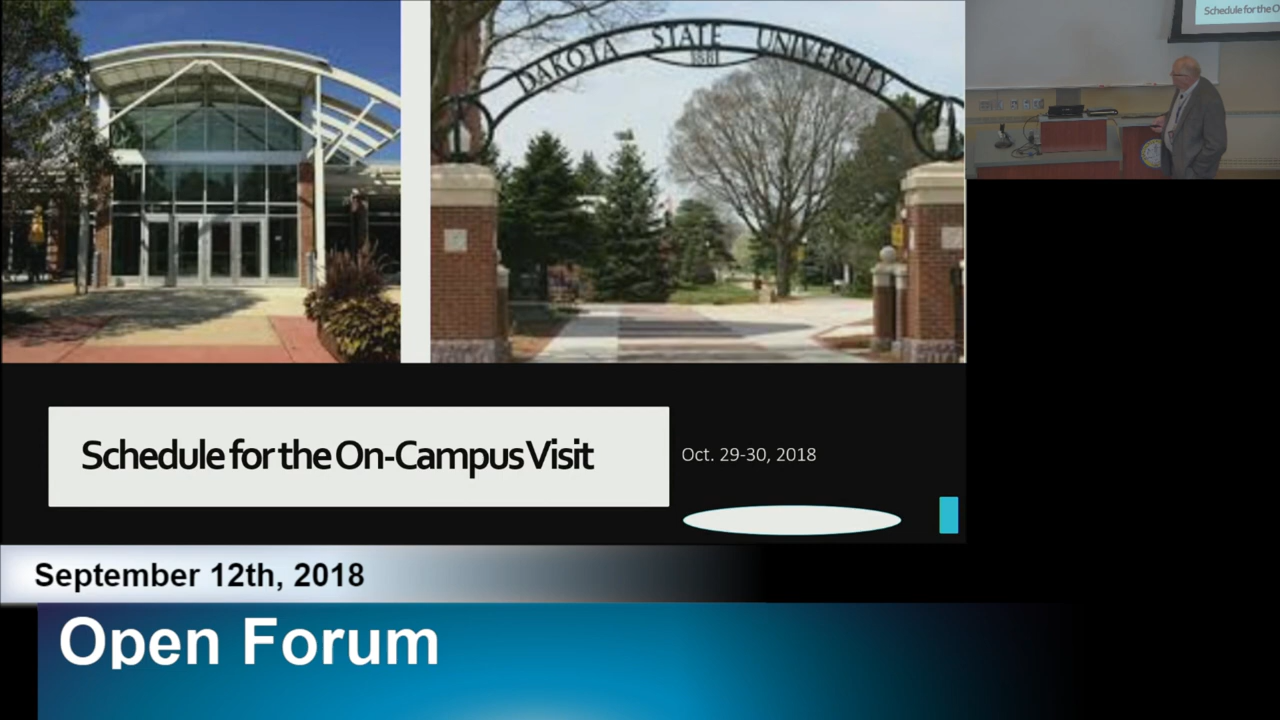 DAKOTA STATE UNIVERSITY
1881
Schedule for the O
Schedule for the On-Campus Visit
Oct. 29-30, 2018
September 12th, 2018
Open Forum